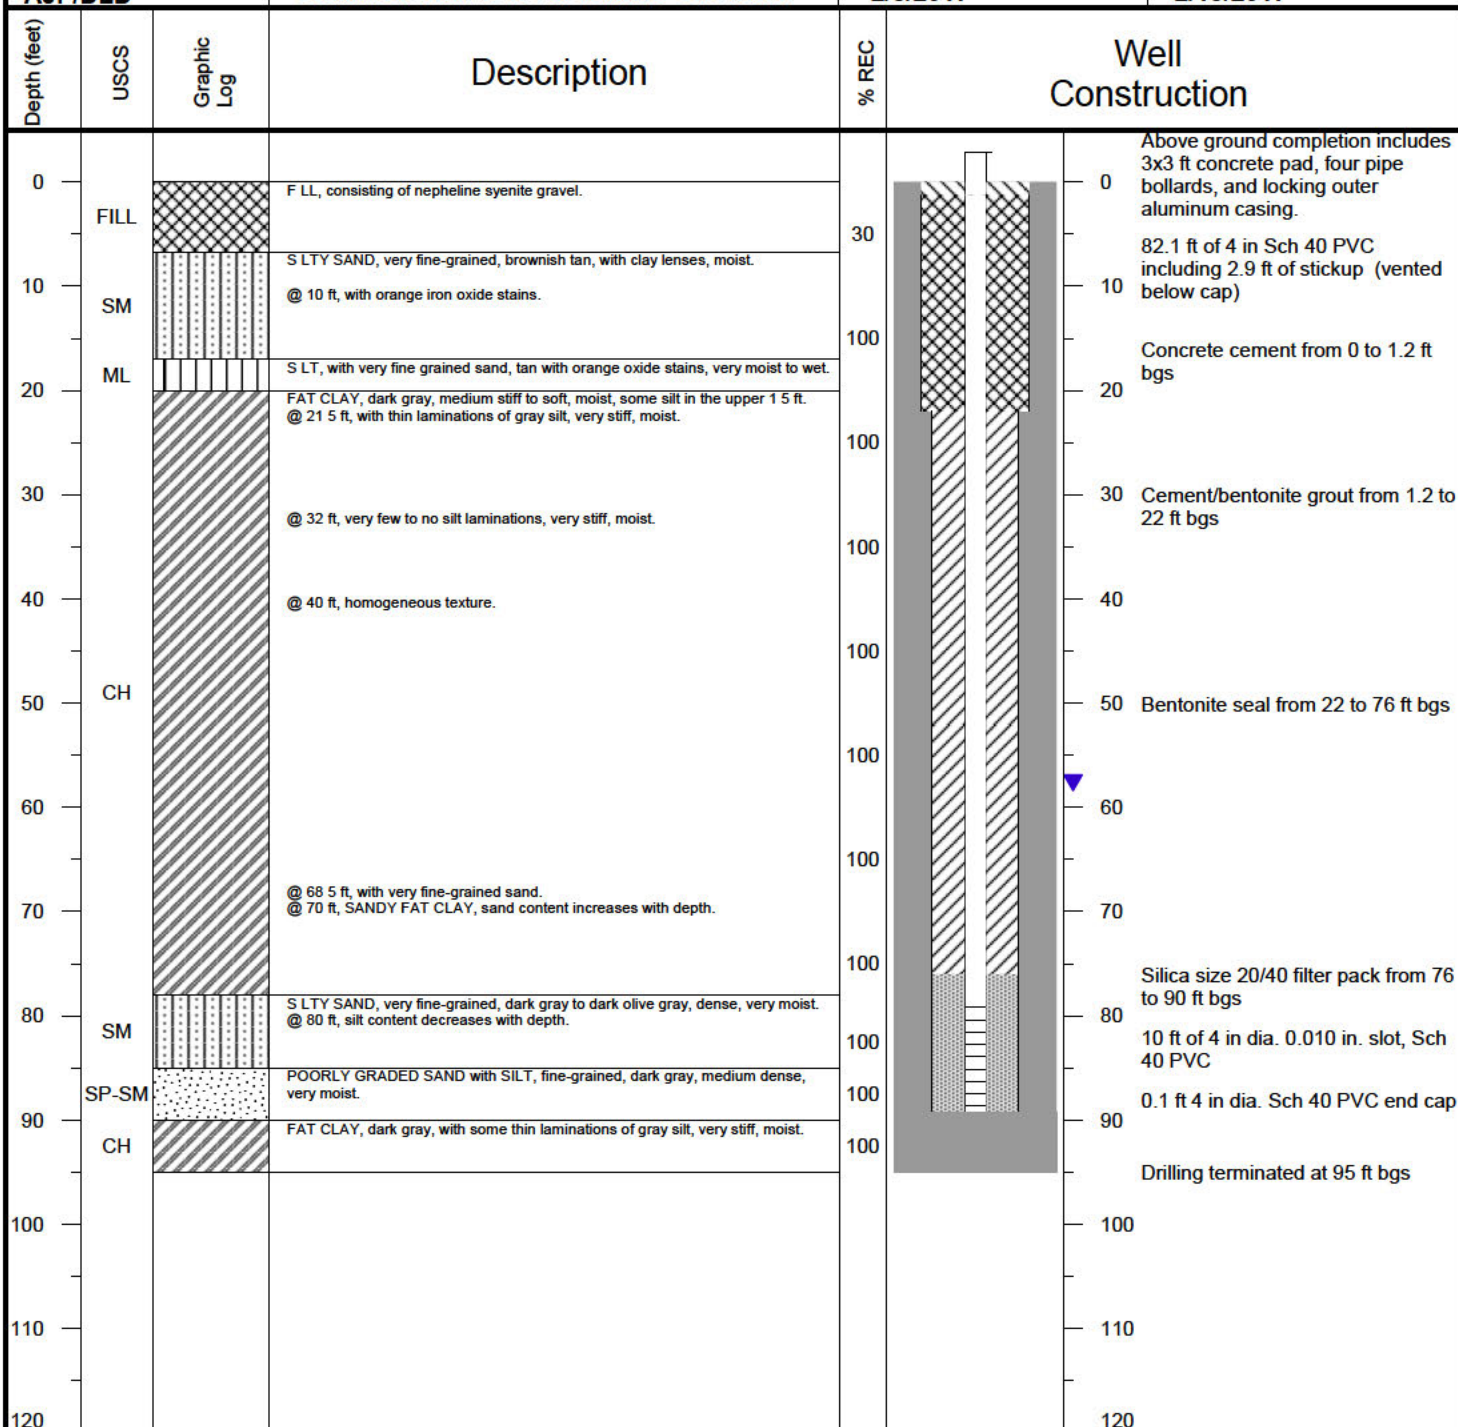 Depth (feet)
USCS
Graphic
Log
Description
% REC
Well
Construction
0
10
20
30
40
50
60
70
80
90
100
110
120
FILL
SM
ML
CH
SM
SP-SM
CH
F LL, consisting of nepheline syenite gravel.
S LTY SAND, very fine-grained, brownish tan, with clay lenses, moist.
@ 10 ft, with orange iron oxide stains.
S LT, with very fine grained sand, tan with orange oxide stains, very moist to wet.
FAT CLAY, dark gray, medium stiff to soft, moist, some silt in the upper 1 5 ft.
@ 21 5 ft, with thin laminations of gray silt, very stiff, moist.
@ 32 ft, very few to no silt laminations, very stiff, moist.
@ 40 ft, homogeneous texture.
@ 68 5 ft, with very fine-grained sand.
@ 70 ft, SANDY FAT CLAY, sand content increases with depth.
S LTY SAND, very fine-grained, dark gray to dark olive gray, dense, very moist.
@ 80 ft, silt content decreases with depth.
POORLY GRADED SAND with SILT, fine-grained, dark gray, medium dense,
very moist.
FAT CLAY, dark gray, with some thin laminations of gray silt, very stiff, moist.
30
100
100
100
100
100
100
100
100
100
100
0
10
20
30
40
50
60
70
80
90
100
110
120
Above ground completion includes
3x3 ft concrete pad, four pipe
bollards, and locking outer
aluminum casing.
82.1 ft of 4 in Sch 40 PVC
including 2.9 ft of stickup (vented
below cap)
Concrete cement from 0 to 1.2 ft
bgs
Cement/bentonite grout from 1.2 to
22 ft bgs
Bentonite seal from 22 to 76 ft bgs
Silica size 20/40 filter pack from 76
to 90 ft bgs
10 ft of 4 in dia. 0.010 in. slot, Sch
40 PVC
0.1 ft 4 in dia. Sch 40 PVC end cap
Drilling terminated at 95 ft bgs